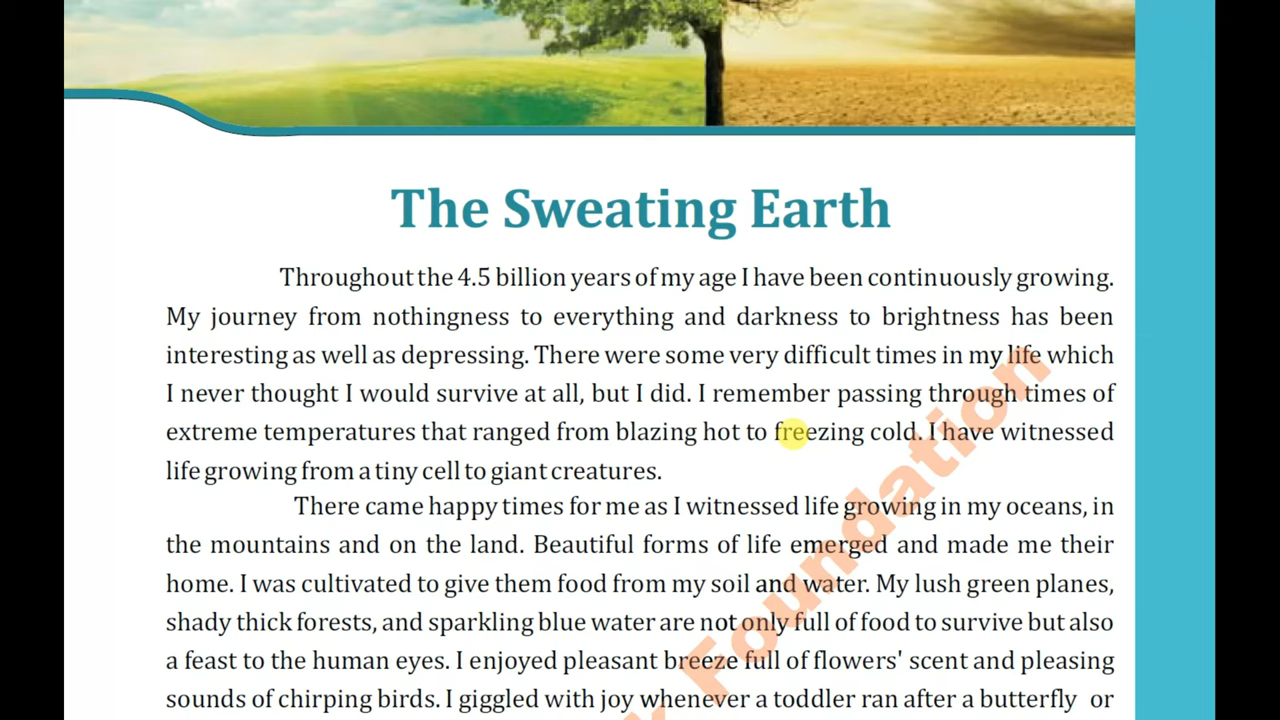 The Sweating Earth
Throughout the 4.5 billion years of my age I have been continuously growing.
My journey from nothingness to everything and darkness to brightness has been
interesting as well as depressing. There were some very difficult times in my life which
I never thought I would survive at all, but I did. I remember passing through times of
extreme temperatures that ranged from blazing hot to freezing cold. I have witnessed
life growing from a tiny cell to giant creatures.
There came happy times for me as I witnessed life growing in my oceans, in
the mountains and on the land. Beautiful forms of life emerged and made me their
home. I was cultivated to give them food from my soil and water. My lush green planes,
shady thick forests, and sparkling blue water are not only full of food to survive but also
a feast to the human eyes. I enjoyed pleasant breeze full of flowers' scent and pleasing
sounds of chirping birds. I giggled with joy whenever a toddler ran after a butterfly or
Foundation